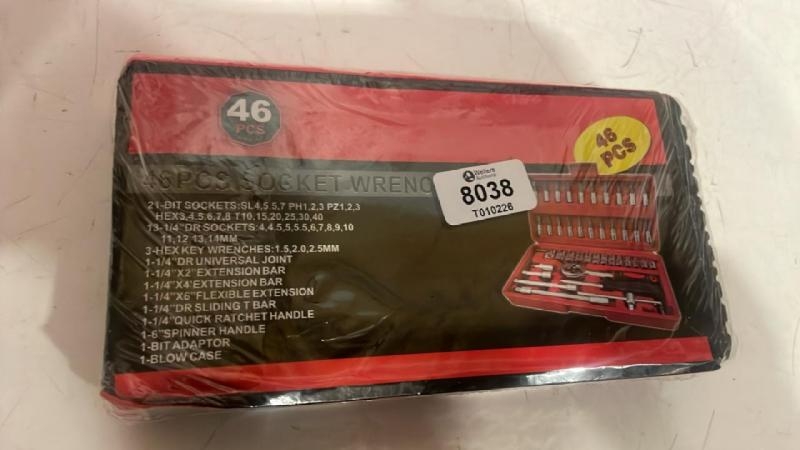 46
PCS
46
PCS
46PCS SOCKET WRENC
Wellers
Auctions
8038
T010226
21-BIT SOCKETS:SL4,5.5,7 PH1,2,3 PZ1,2,3
HEX3,4,5,6,7,8 T10,15,20,25,30,40
13-1/4"DR SOCKETS:4,4.5,5,5.5,6,7,8,9,10
11,12,13,14MM
3-HEX KEY WRENCHES:1.5,2.0,2.5MM
1-1/4"DR UNIVERSAL JOINT
1-1/4"X2"EXTENSION BAR
1-1/4"X4"EXTENSION BAR
1-1/4"X6"FLEXIBLE EXTENSION
1-1/4"DR SLIDING T BAR
1-1/4"QUICK RATCHET HANDLE
1-6"SPINNER HANDLE
1-BIT ADAPTOR
1-BLOW CASE